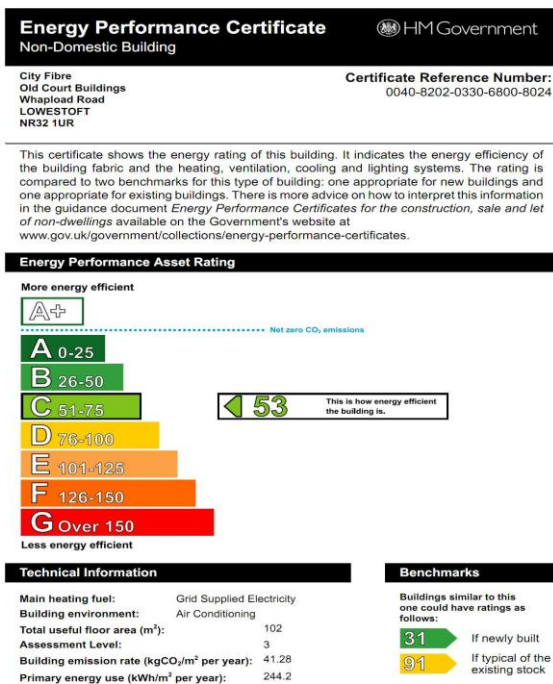 Energy Performance Certificate
HM Government
Non-Domestic Building
City Fibre
Old Court Buildings
Whapload Road
LOWESTOFT
NR32 1UR
Certificate Reference Number:
0040-8202-0330-6800-8024
This certificate shows the energy rating of this building. It indicates the energy efficiency of
the building fabric and the heating, ventilation, cooling and lighting systems. The rating is
compared to two benchmarks for this type of building: one appropriate for new buildings and
one appropriate for existing buildings. There is more advice on how to interpret this information
in the guidance document Energy Performance Certificates for the construction, sale and let
of non-dwellings available on the Government's website at
www.gov.uk/government/collections/energy-performance-certificates.
Energy Performance Asset Rating
More energy efficient
A+
Net zero CO₂ emissions
A 0-25
B 26-50
C 51-75
53
This is how energy efficient
the building is.
D 76-100
E 101-125
F 126-150
G Over 150
Less energy efficient
Technical Information
Main heating fuel: Grid Supplied Electricity
Building environment: Air Conditioning
Total useful floor area (m²): 102
Assessment Level: 3
Building emission rate (kgCO₂/m² per year): 41.28
Primary energy use (kWh/m² per year): 244.2
Benchmarks
Buildings similar to this
one could have ratings as
follows:
31 If newly built
91 If typical of the
existing stock